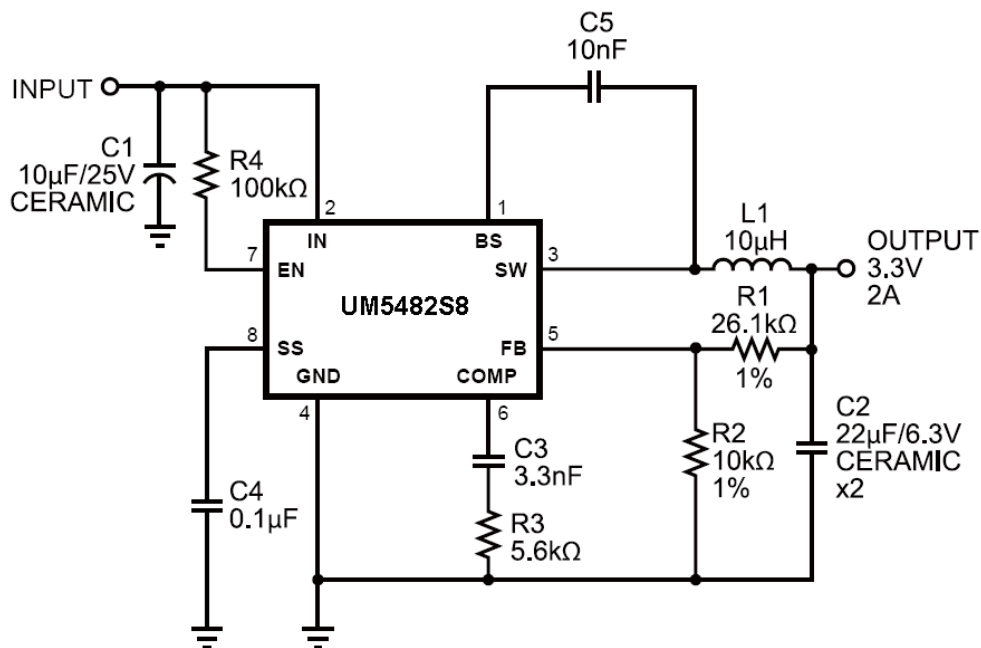 C5
10nF
INPUT
C1
10µF/25V
CERAMIC
R4
100kΩ
2
1
IN
BS
L1
10µH
OUTPUT
3.3V
2A
7
EN
SW
3
UM5482S8
R1
26.1kΩ
1%
8
SS
FB
5
GND
COMP
4
6
C3
3.3nF
R2
10kΩ
1%
C2
22µF/6.3V
CERAMIC
x2
C4
0.1µF
R3
5.6kΩ